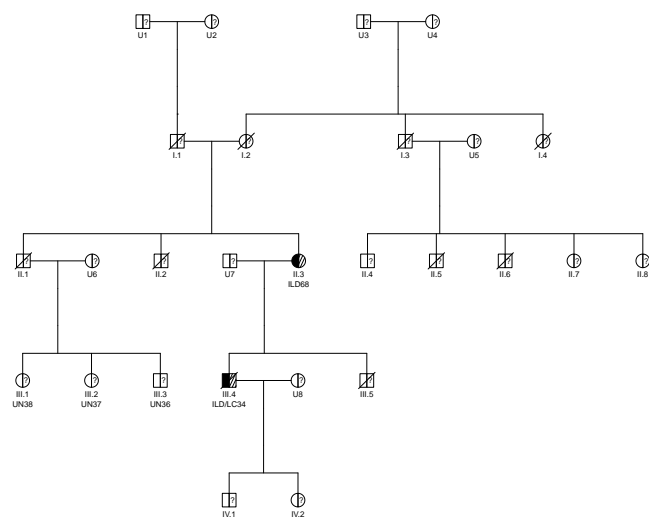 ? ? ? ?
U1 U2 U3 U4
? ? ? ? ?
I.1 I.2 I.3 U5 I.4
? ? ? ? ? ? ? ? ?
II.1 U6 II.2 U7 II.3 II.4 II.5 II.6 II.7 II.8
ILD68
? ? ? ? ?
III.1 III.2 III.3 III.4 U8 III.5
UN38 UN37 UN36 ILD/LC34
? ?
IV.1 IV.2